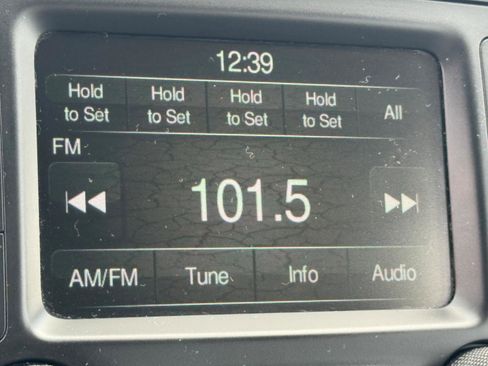 12:39
Hold Hold Hold Hold
to Set to Set to Set to Set All
FM
101.5
AM/FM Tune Info Audio